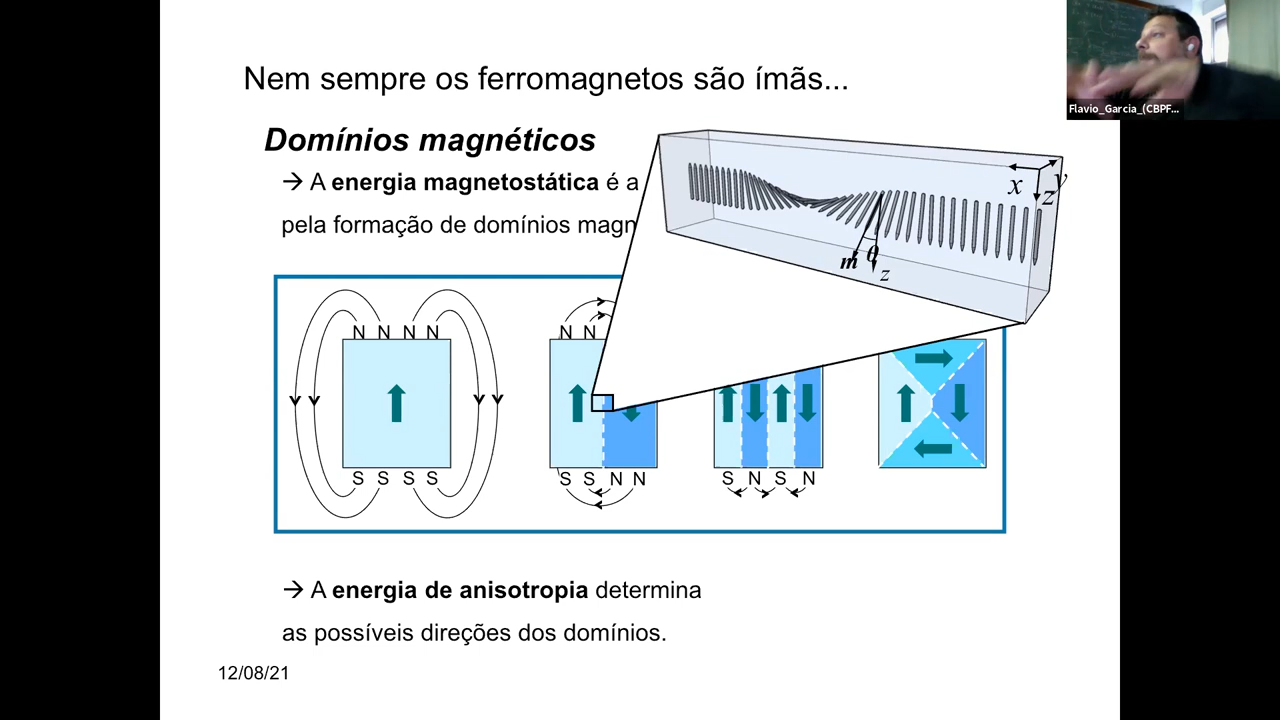 Nem sempre os ferromagnetos são ímãs...
Flavio_Garcia_(CBPF...
Domínios magnéticos
→ A energia magnetostática é a
pela formação de domínios magn
x y
z
m θ
z
N N N N
N N
S S S S
S S N N
S N S N
→ A energia de anisotropia determina
as possíveis direções dos domínios.
12/08/21